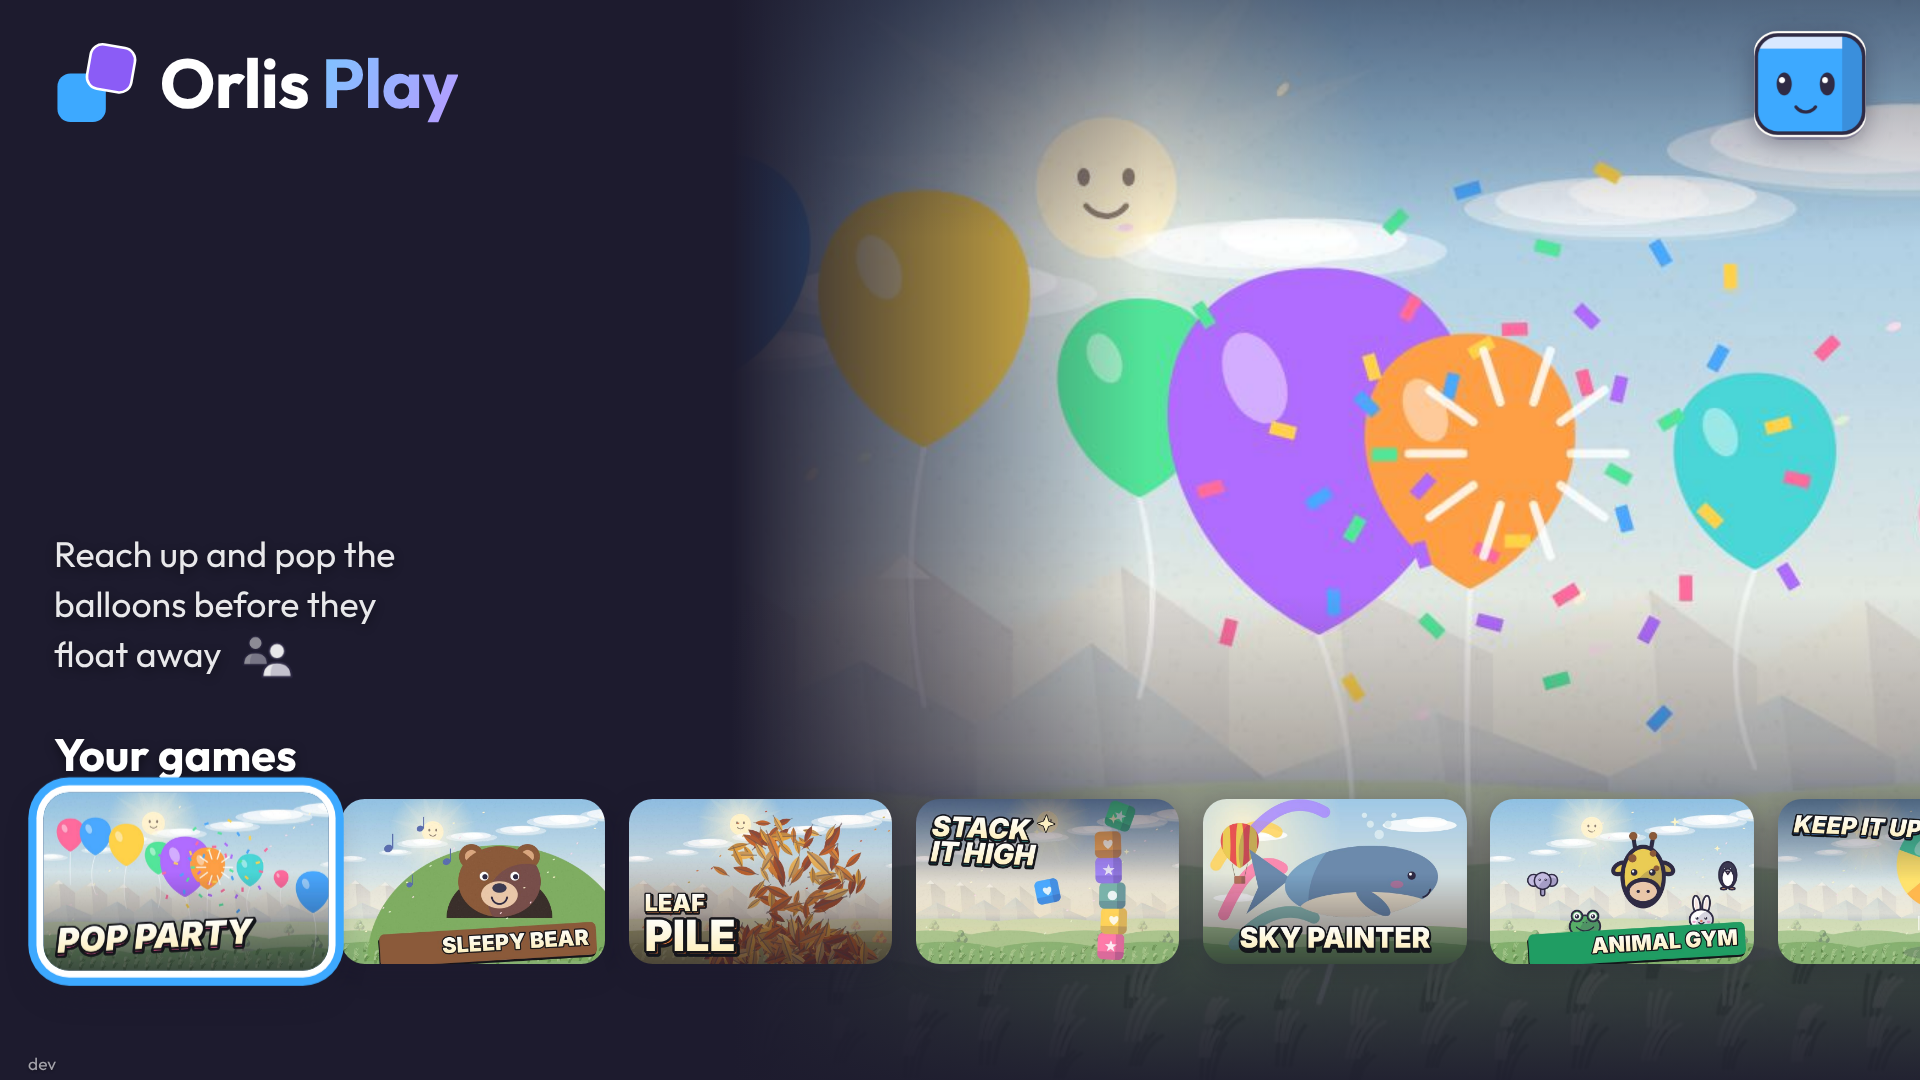 Orlis Play
Reach up and pop the
balloons before they
float away
Your games
POP PARTY
SLEEPY BEAR
LEAF
PILE
STACK
IT HIGH
SKY PAINTER
ANIMAL GYM
KEEP IT UP
dev